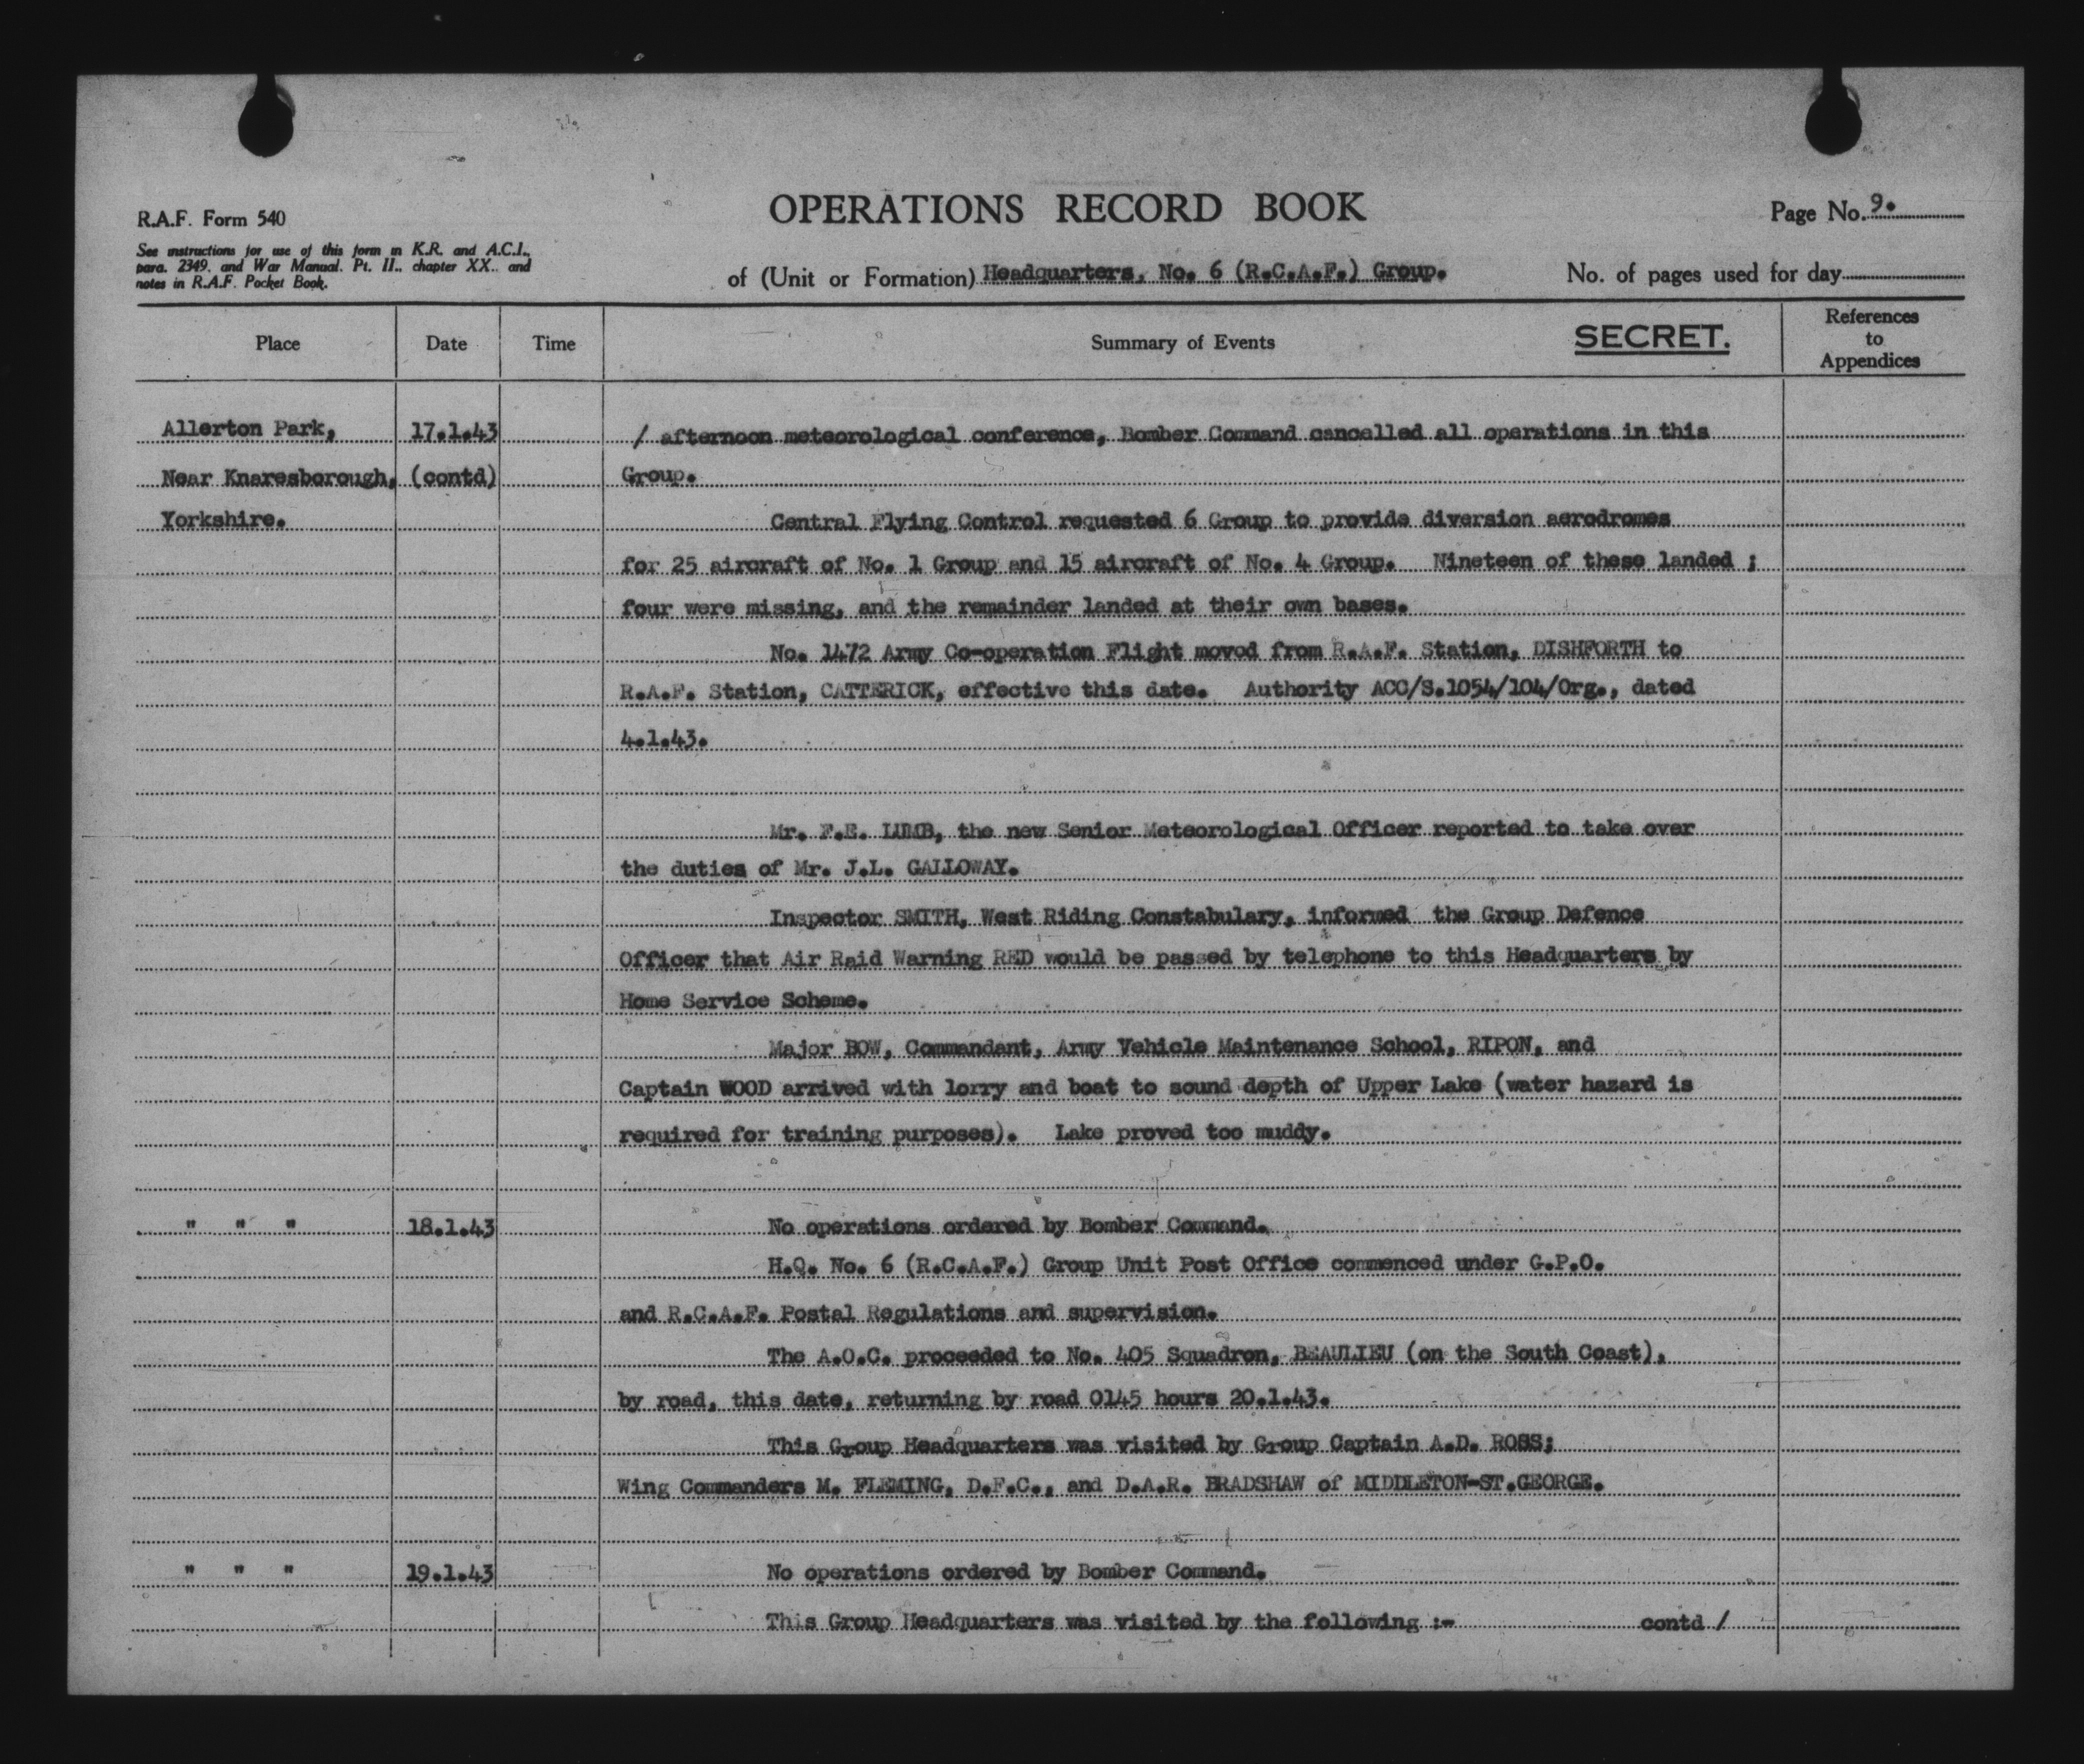 R.A.F. Form 540
See instructions for use of this form in K.R. and A.C.I.,
para. 2349, and War Manual, Pt. II., chapter XX., and
notes in R.A.F. Pocket Book.
OPERATIONS RECORD BOOK
Page No. 9.
of (Unit or Formation) Headquarters, No. 6 (R.C.A.F.) Group.
No. of pages used for day
Place Date Time Summary of Events SECRET. References to Appendices
Allerton Park, 17.1.43 / afternoon meteorological conference, Bomber Command cancelled all operations in this
Near Knaresborough, (contd) Group.
Yorkshire. Central Flying Control requested 6 Group to provide diversion aerodromes
for 25 aircraft of No. 1 Group and 15 aircraft of No. 4 Group. Nineteen of these landed ;
four were missing, and the remainder landed at their own bases.
No. 1472 Army Co-operation Flight moved from R.A.F. Station, DISHFORTH to
R.A.F. Station, CATTERICK, effective this date. Authority ACC/S.1054/104/Org., dated
4.1.43.
Mr. F.E. LUMB, the new Senior Meteorological Officer reported to take over
the duties of Mr. J.L. GALLOWAY.
Inspector SMITH, West Riding Constabulary, informed the Group Defence
Officer that Air Raid Warning RED would be passed by telephone to this Headquarters by
Home Service Scheme.
Major BOW, Commandant, Army Vehicle Maintenance School, RIPON, and
Captain WOOD arrived with lorry and boat to sound depth of Upper Lake (water hazard is
required for training purposes). Lake proved too muddy.
" " " 18.1.43 No operations ordered by Bomber Command.
H.Q. No. 6 (R.C.A.F.) Group Unit Post Office commenced under G.P.O.
and R.C.A.F. Postal Regulations and supervision.
The A.O.C. proceeded to No. 405 Squadron, BEAULIEU (on the South Coast),
by road, this date, returning by road 0145 hours 20.1.43.
This Group Headquarters was visited by Group Captain A.D. ROSS;
Wing Commanders M. FLEMING, D.F.C., and D.A.R. BRADSHAW of MIDDLETON-ST.GEORGE.
" " " 19.1.43 No operations ordered by Bomber Command.
This Group Headquarters was visited by the following :- contd /